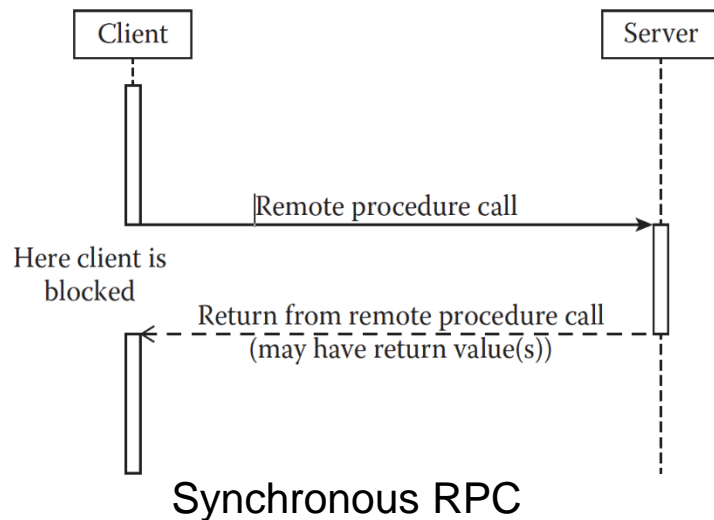 Client
Server
Remote procedure call
Here client is
blocked
Return from remote procedure call
(may have return value(s))
Synchronous RPC